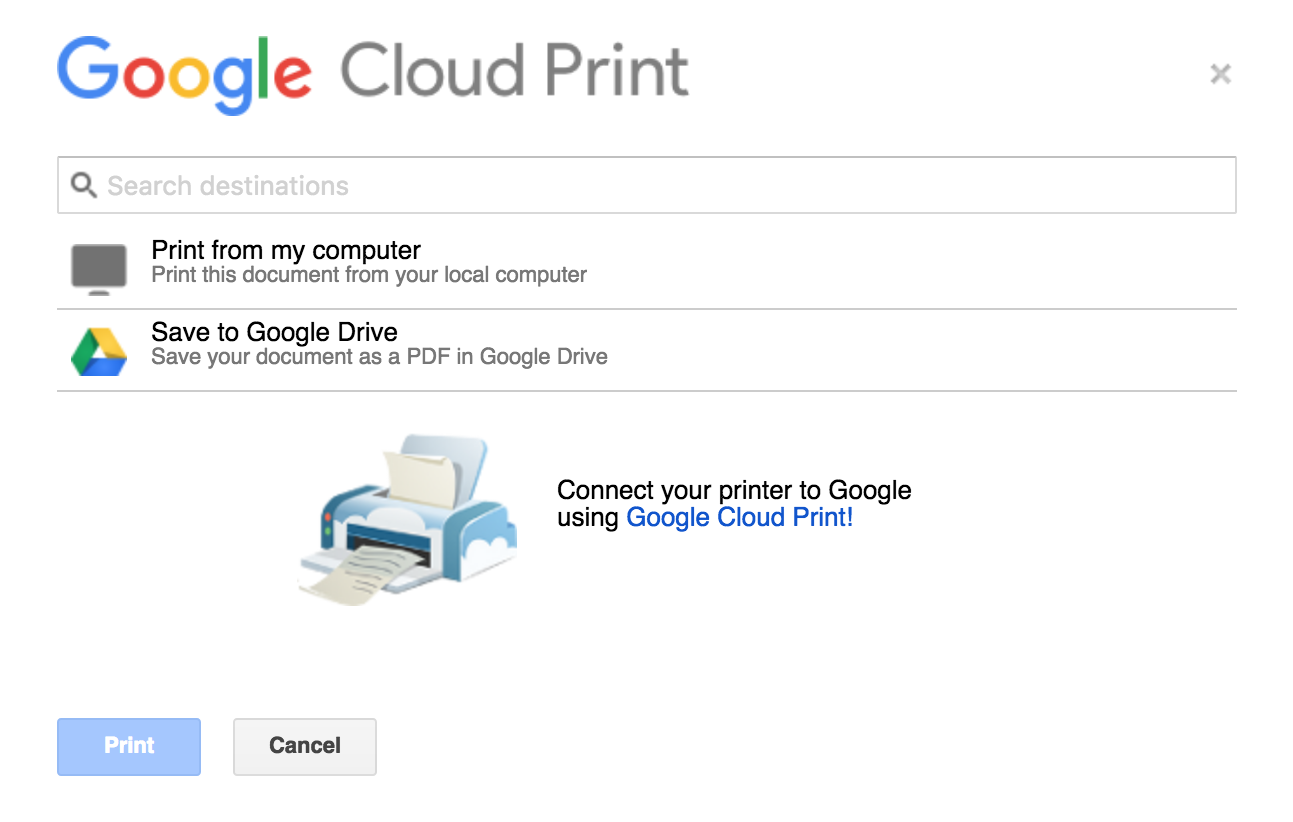 Google Cloud Print
Search destinations
Print from my computer
Print this document from your local computer
Save to Google Drive
Save your document as a PDF in Google Drive
Connect your printer to Google
using Google Cloud Print!
Print
Cancel